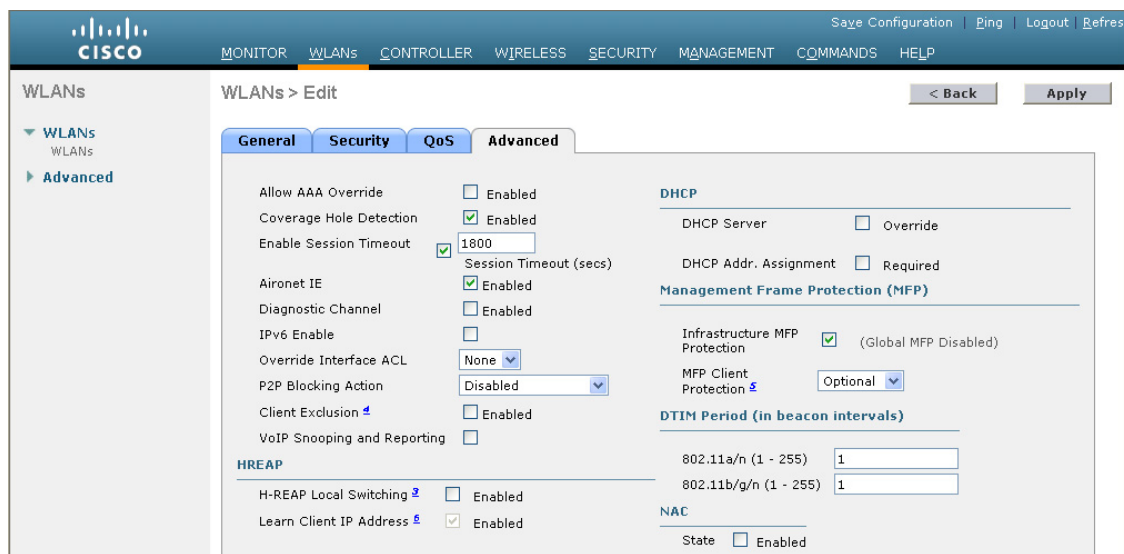 Save Configuration | Ping | Logout | Refres
CISCO
MONITOR WLANs CONTROLLER WIRELESS SECURITY MANAGEMENT COMMANDS HELP
WLANs
WLANs
WLANs
Advanced
WLANs > Edit
< Back
Apply
General Security QoS Advanced
Allow AAA Override Enabled
Coverage Hole Detection Enabled
Enable Session Timeout 1800
Session Timeout (secs)
Aironet IE Enabled
Diagnostic Channel Enabled
IPv6 Enable
Override Interface ACL None
P2P Blocking Action Disabled
Client Exclusion 4 Enabled
VoIP Snooping and Reporting
HREAP
H-REAP Local Switching 3 Enabled
Learn Client IP Address 6 Enabled
DHCP
DHCP Server Override
DHCP Addr. Assignment Required
Management Frame Protection (MFP)
Infrastructure MFP
Protection
(Global MFP Disabled)
MFP Client
Protection 5
Optional
DTIM Period (in beacon intervals)
802.11a/n (1 - 255) 1
802.11b/g/n (1 - 255) 1
NAC
State Enabled